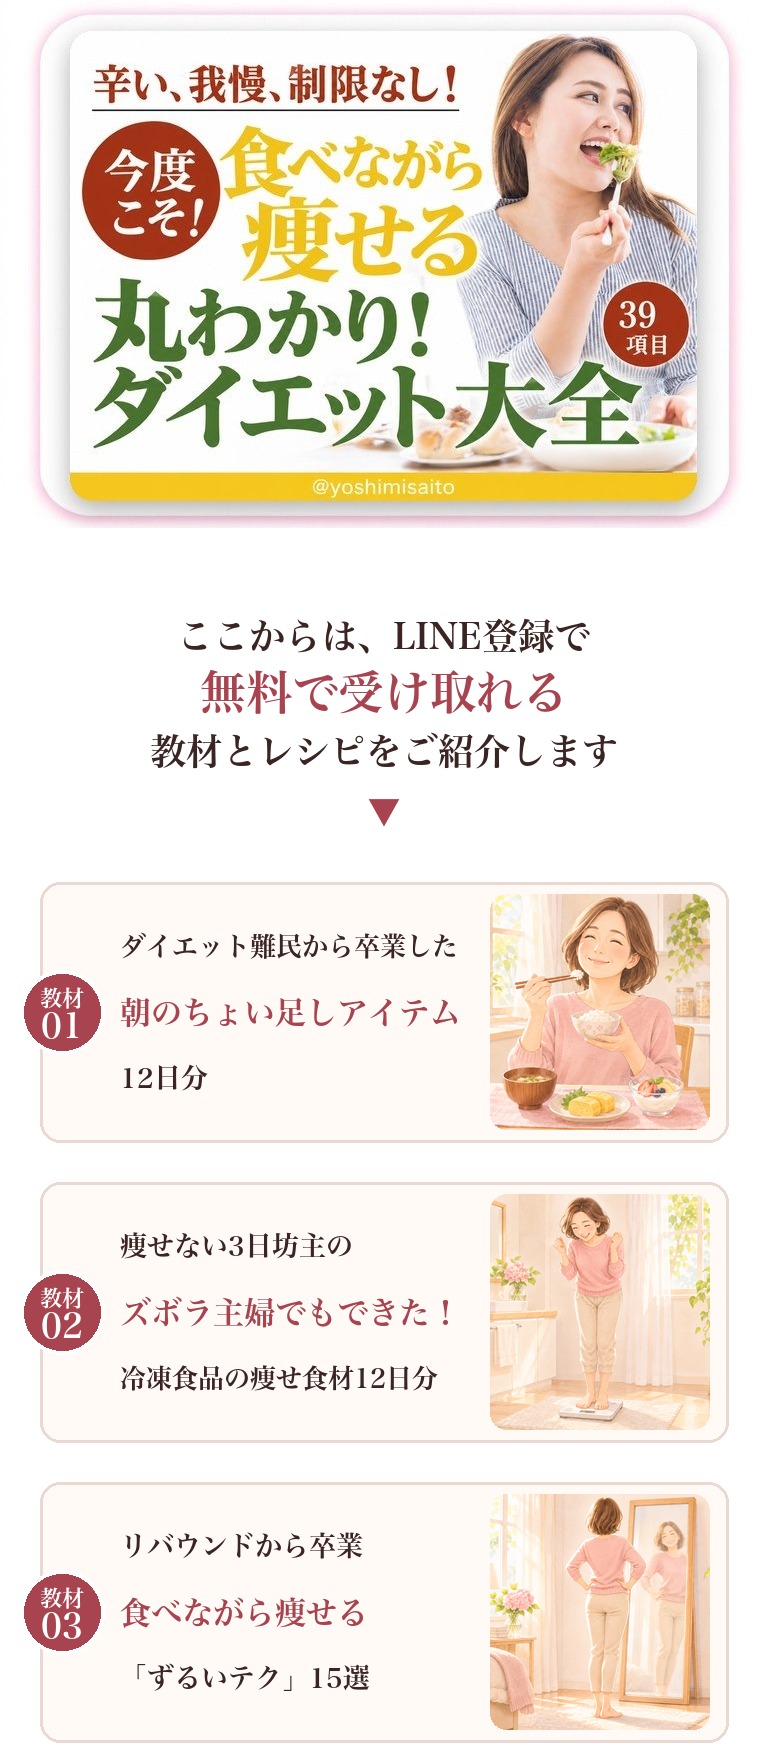 辛い、我慢、制限なし！
今度
こそ！
食べながら
痩せる
丸わかり！
ダイエット大全
39
項目
@yoshimisaito
ここからは、LINE登録で
無料で受け取れる
教材とレシピをご紹介します
▼
教材
01
ダイエット難民から卒業した
朝のちょい足しアイテム
12日分
教材
02
痩せない3日坊主の
ズボラ主婦でもできた！
冷凍食品の痩せ食材12日分
教材
03
リバウンドから卒業
食べながら痩せる
「ずるいテク」15選